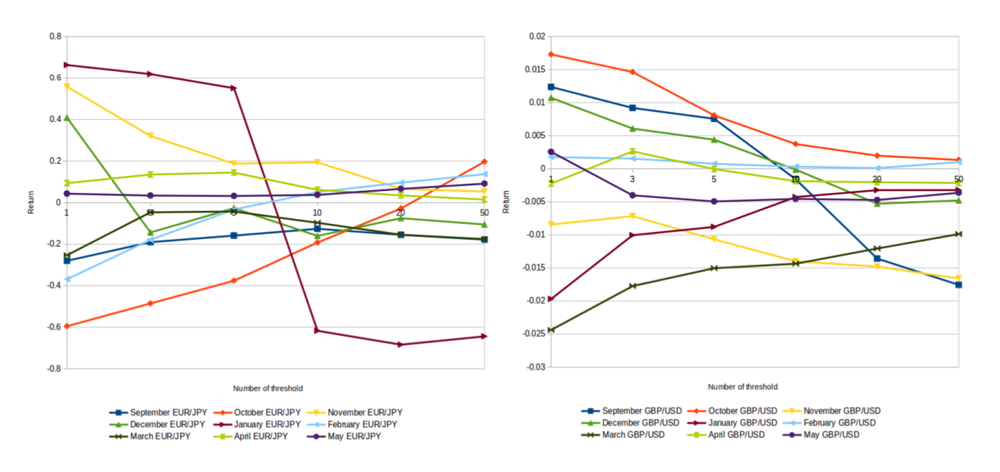 0.8
0.6
0.4
0.2
0
-0.2
-0.4
-0.6
-0.8
Return
1 3 5 10 20 50
Number of threshold
September EUR/JPY October EUR/JPY November EUR/JPY
December EUR/JPY January EUR/JPY February EUR/JPY
March EUR/JPY April EUR/JPY May EUR/JPY
0.02
0.015
0.01
0.005
0
-0.005
-0.01
-0.015
-0.02
-0.025
-0.03
Return
1 3 5 10 20 50
Number of threshold
September GBP/USD October GBP/USD November GBP/USD
December GBP/USD January GBP/USD February GBP/USD
March GBP/USD April GBP/USD May GBP/USD